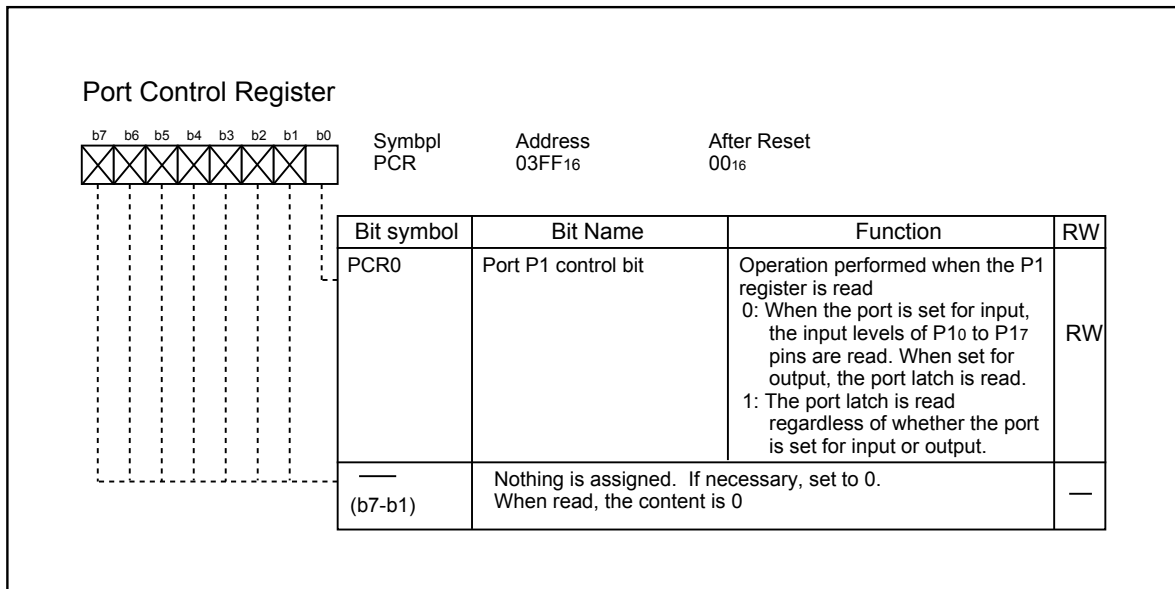 Port Control Register
b7 b6 b5 b4 b3 b2 b1 b0
Symbpl Address After Reset
PCR 03FF16 0016
Bit symbol Bit Name Function RW
PCR0 Port P1 control bit Operation performed when the P1
register is read
0: When the port is set for input,
the input levels of P10 to P17
pins are read. When set for
output, the port latch is read.
1: The port latch is read
regardless of whether the port
is set for input or output.
RW
— Nothing is assigned. If necessary, set to 0.
(b7-b1) When read, the content is 0 —